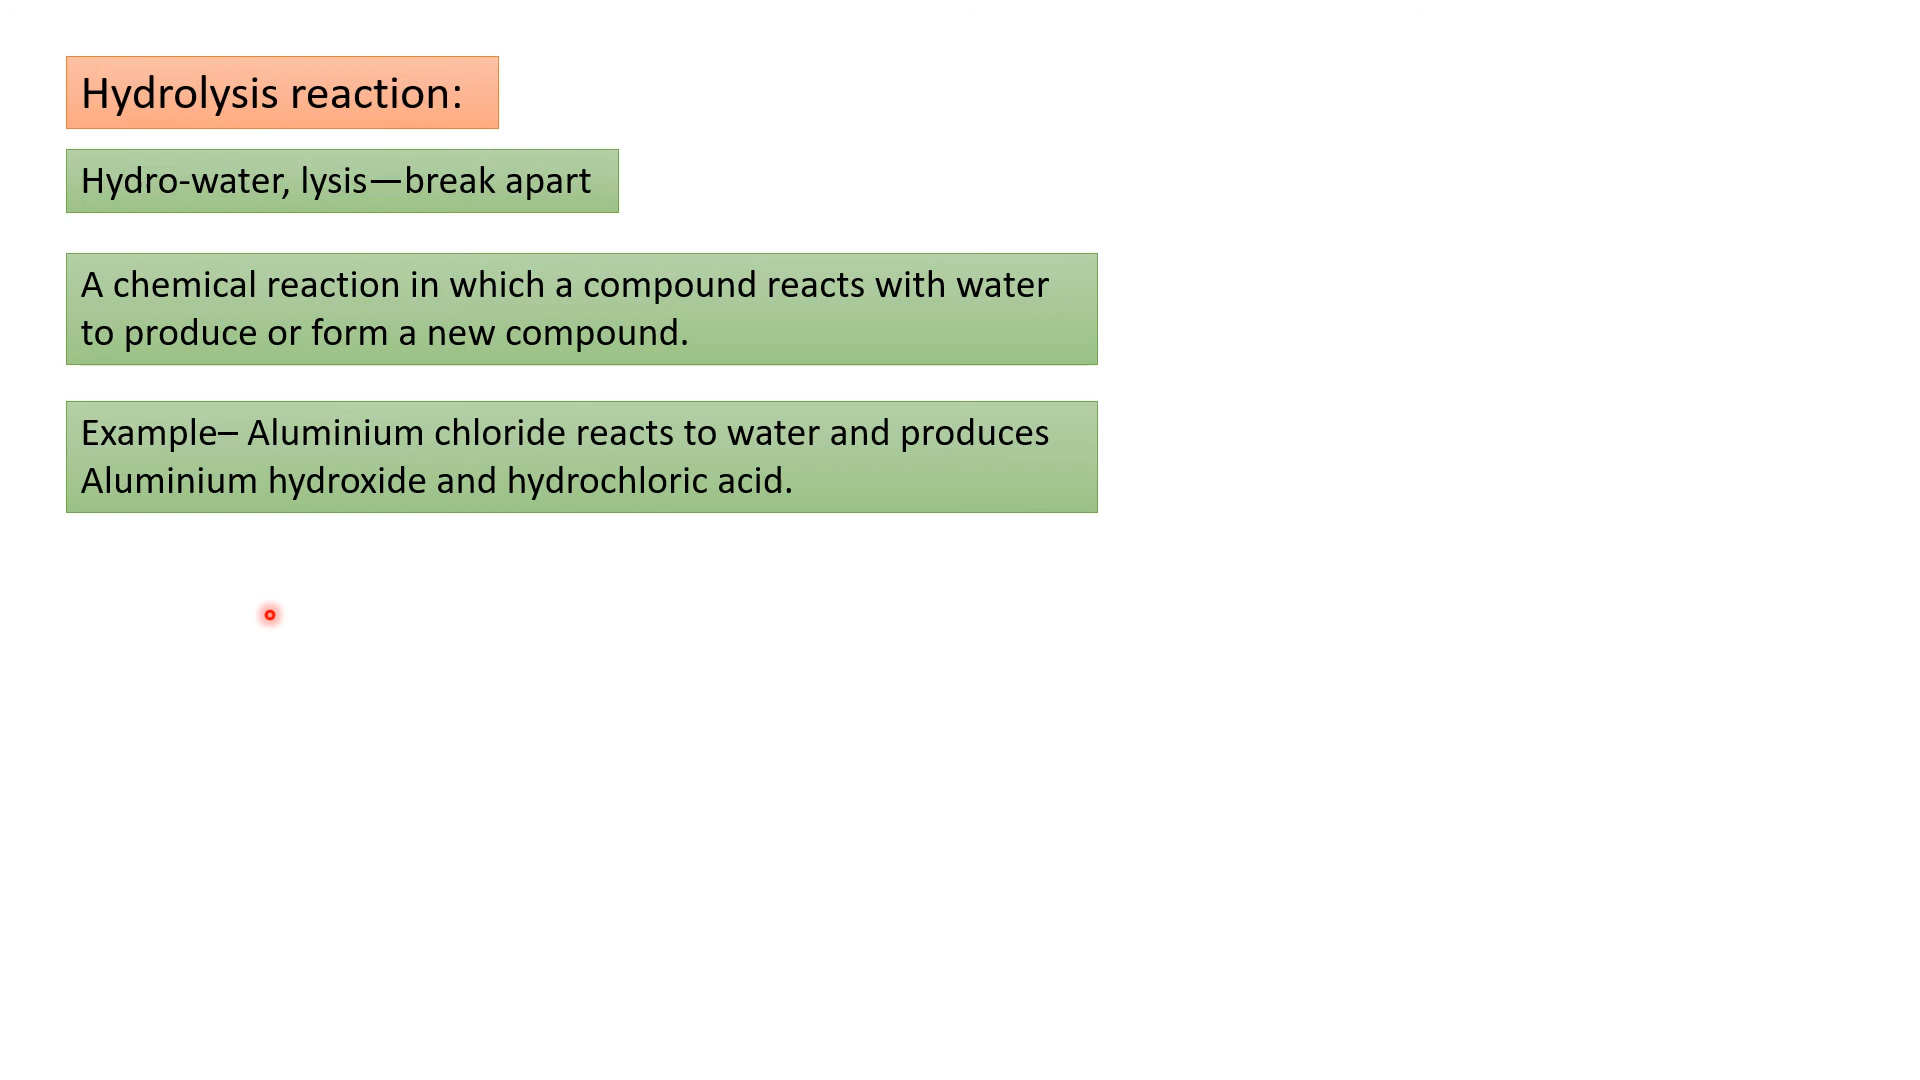 Hydrolysis reaction:
Hydro-water, lysis—break apart
A chemical reaction in which a compound reacts with water
to produce or form a new compound.
Example– Aluminium chloride reacts to water and produces
Aluminium hydroxide and hydrochloric acid.